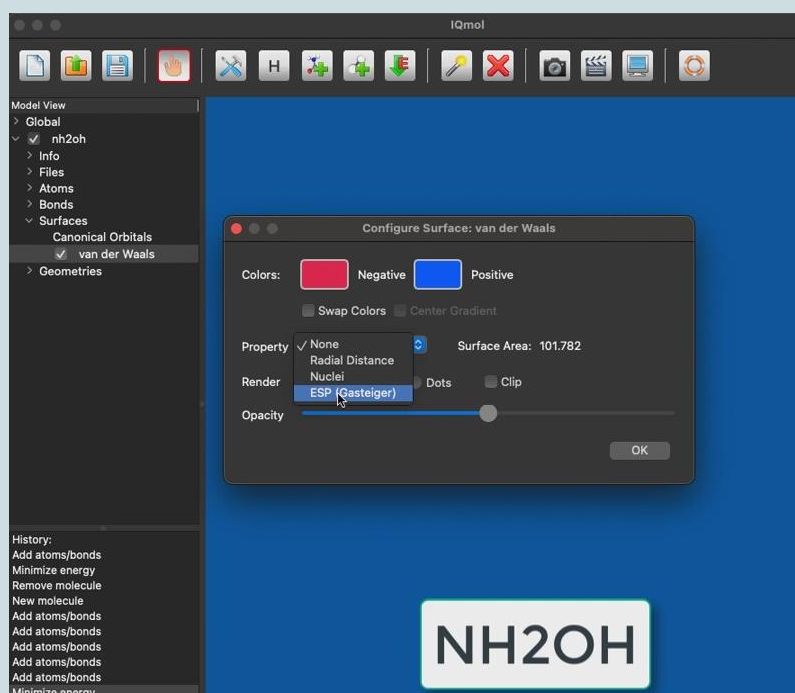 IQmol
H
Model View
Global
nh2oh
Info
Files
Atoms
Bonds
Surfaces
Canonical Orbitals
van der Waals
Geometries
Configure Surface: van der Waals
Colors: Negative Positive
Swap Colors Center Gradient
Property None Surface Area: 101.782
Radial Distance
Nuclei
Render Dots Clip
ESP (Gasteiger)
Opacity
OK
History:
Add atoms/bonds
Minimize energy
Remove molecule
New molecule
Add atoms/bonds
Add atoms/bonds
Add atoms/bonds
Add atoms/bonds
Add atoms/bonds
Minimize energy
NH2OH